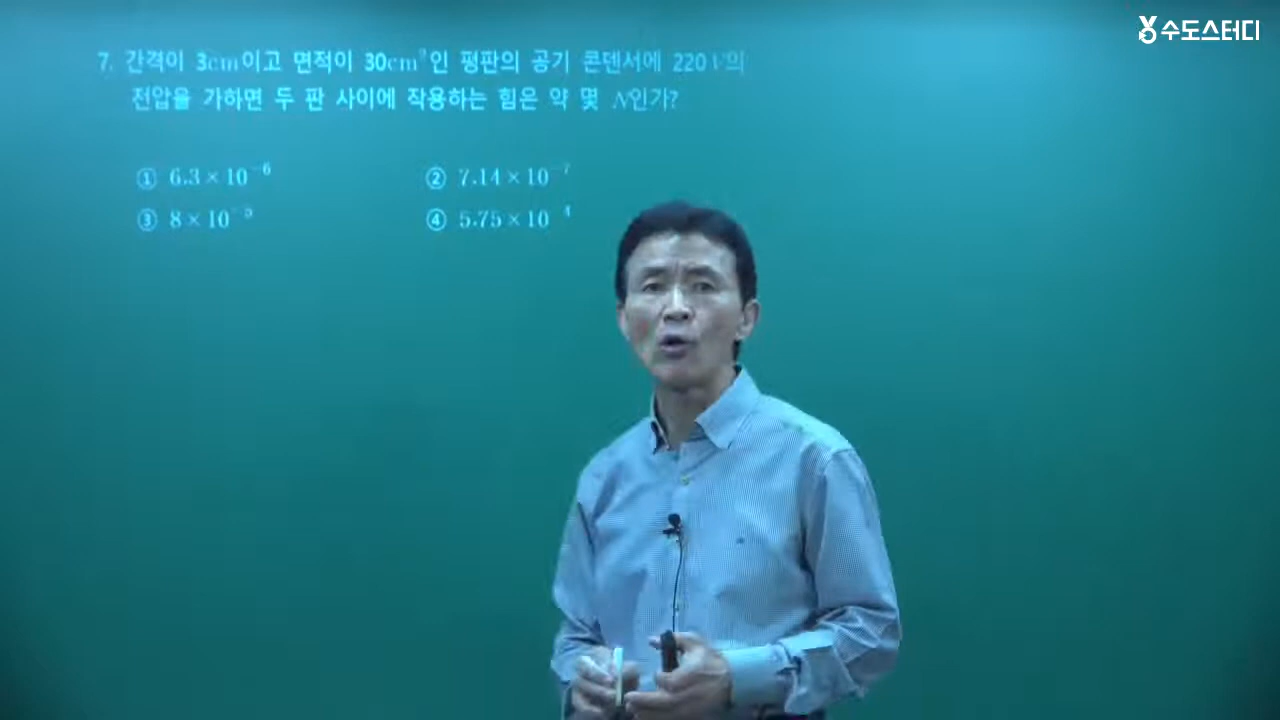 수도스터디
7. 간격이 3cm이고 면적이 30cm²인 평판의 공기 콘덴서에 220V의
전압을 가하면 두 판 사이에 작용하는 힘은 약 몇 N인가?
① 6.3×10⁻⁶ ② 7.14×10⁻⁷
③ 8×10⁻⁵ ④ 5.75×10⁻⁴